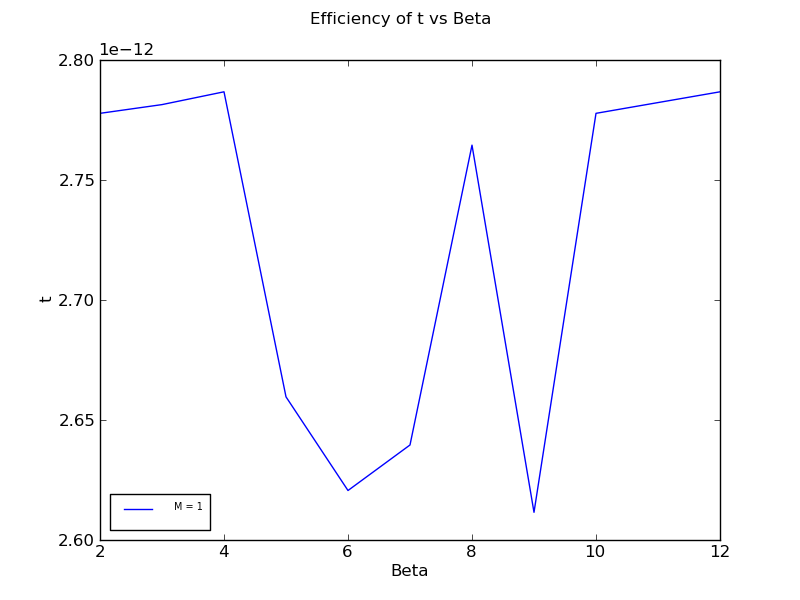 Efficiency of t vs Beta
1e−12
2.80
2.75
2.70
2.65
2.60
t
M = 1
2 4 6 8 10 12
Beta